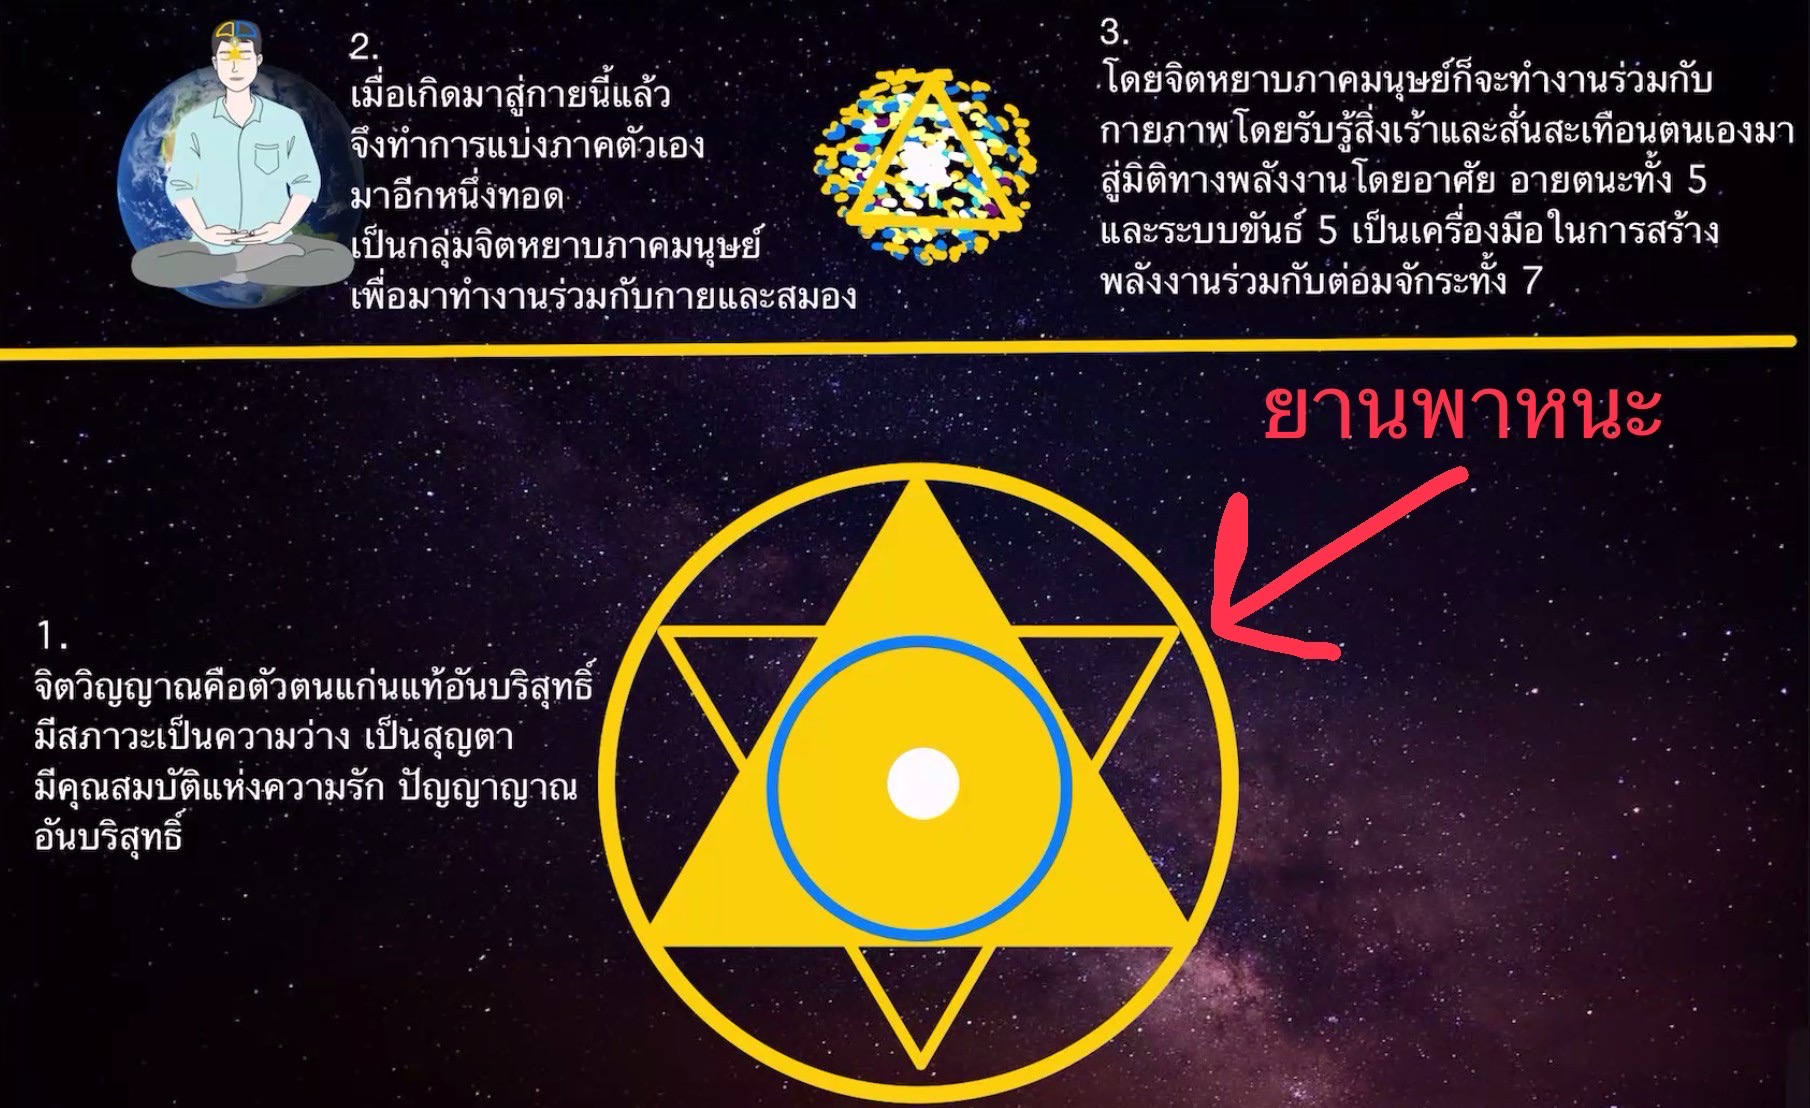 2.
เมื่อเกิดมาสู่กายนี้แล้ว
จึงทำการแบ่งภาคตัวเอง
มาอีกหนึ่งทอด
เป็นกลุ่มจิตหยาบภาคมนุษย์
เพื่อมาทำงานร่วมกับกายและสมอง
3.
โดยจิตหยาบภาคมนุษย์ก็จะทำงานร่วมกับ
กายภาพโดยรับรู้สิ่งเร้าและสั่นสะเทือนตนเองมา
สู่มิติทางพลังงานโดยอาศัย อายตนะทั้ง 5
และระบบขันธ์ 5 เป็นเครื่องมือในการสร้าง
พลังงานร่วมกับต่อมจักระทั้ง 7
ยานพาหนะ
1.
จิตวิญญาณคือตัวตนแก่นแท้อันบริสุทธิ์
มีสภาวะเป็นความว่าง เป็นสุญตา
มีคุณสมบัติแห่งความรัก ปัญญาญาณ
อันบริสุทธิ์